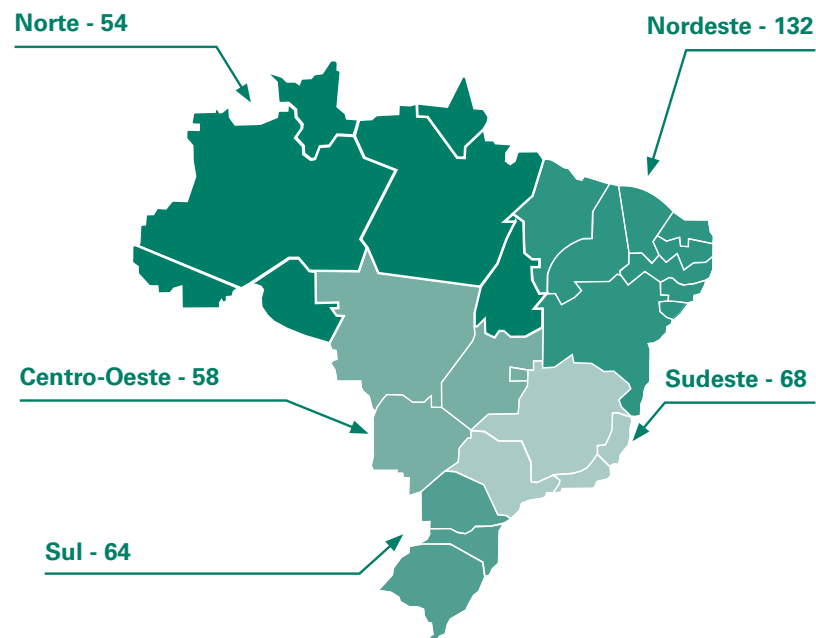 Norte - 54
Nordeste - 132
Centro-Oeste - 58
Sudeste - 68
Sul - 64